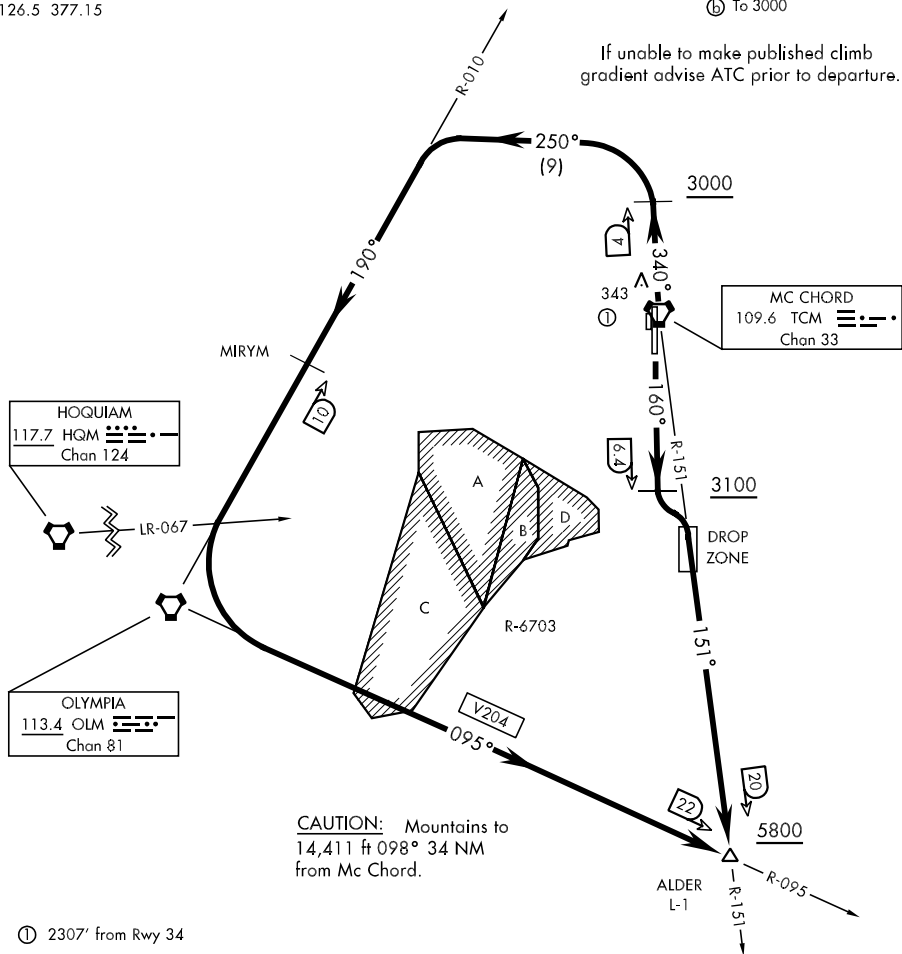 126.5 377.15
ⓑ To 3000
If unable to make published climb
gradient advise ATC prior to departure.
R-010
250°
(9)
3000
4
340°
190°
343
①
MC CHORD
109.6 TCM
Chan 33
MIRYM
10
160°
R-151
6.4
3100
HOQUIAM
117.7 HQM
Chan 124
LR-067
A
B
D
DROP
ZONE
C
R-6703
151°
OLYMPIA
113.4 OLM
Chan 81
V204
095°
22
20
5800
CAUTION: Mountains to
14,411 ft 098° 34 NM
from Mc Chord.
ALDER
L-1
R-095
R-151
① 2307' from Rwy 34